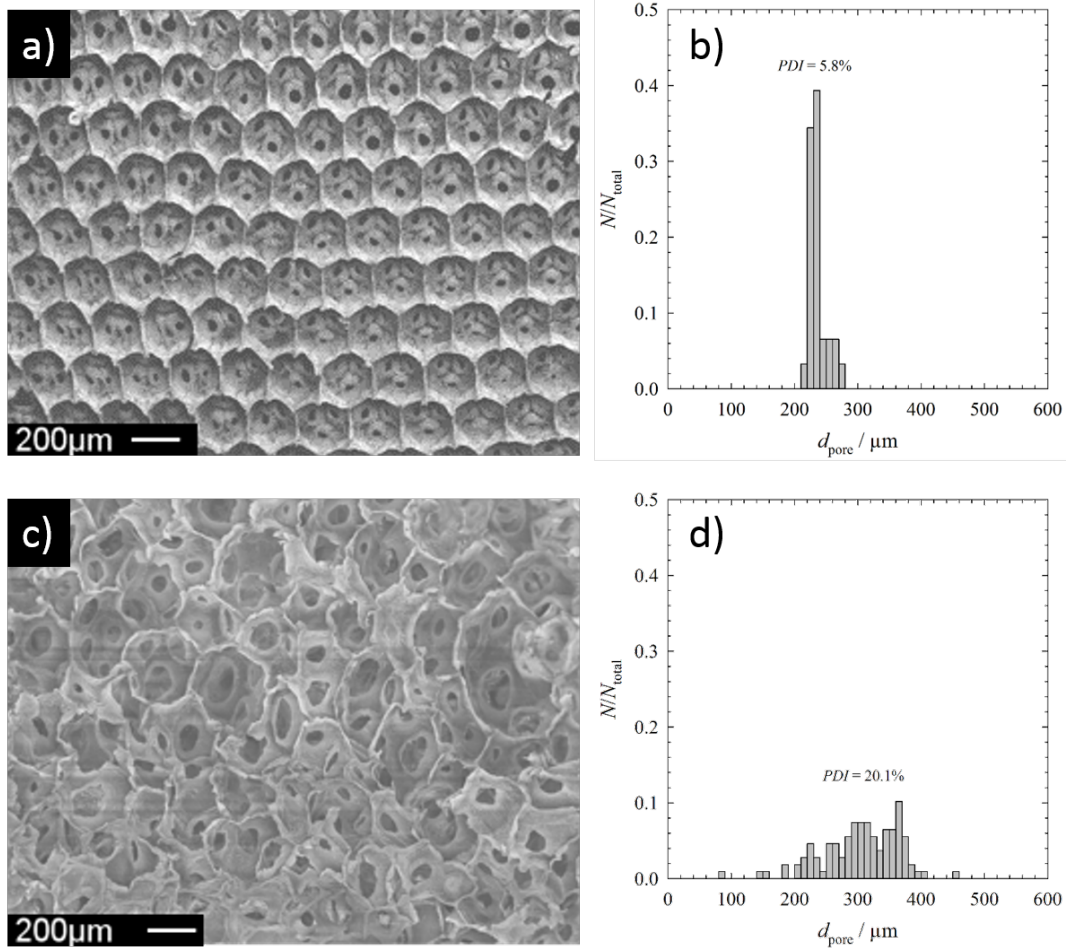 a)
200µm
b)
PDI = 5.8%
0.5
0.4
0.3
0.2
0.1
0.0
N/Ntotal
0 100 200 300 400 500 600
dpore / µm
c)
200µm
d)
PDI = 20.1%
0.5
0.4
0.3
0.2
0.1
0.0
N/Ntotal
0 100 200 300 400 500 600
dpore / µm